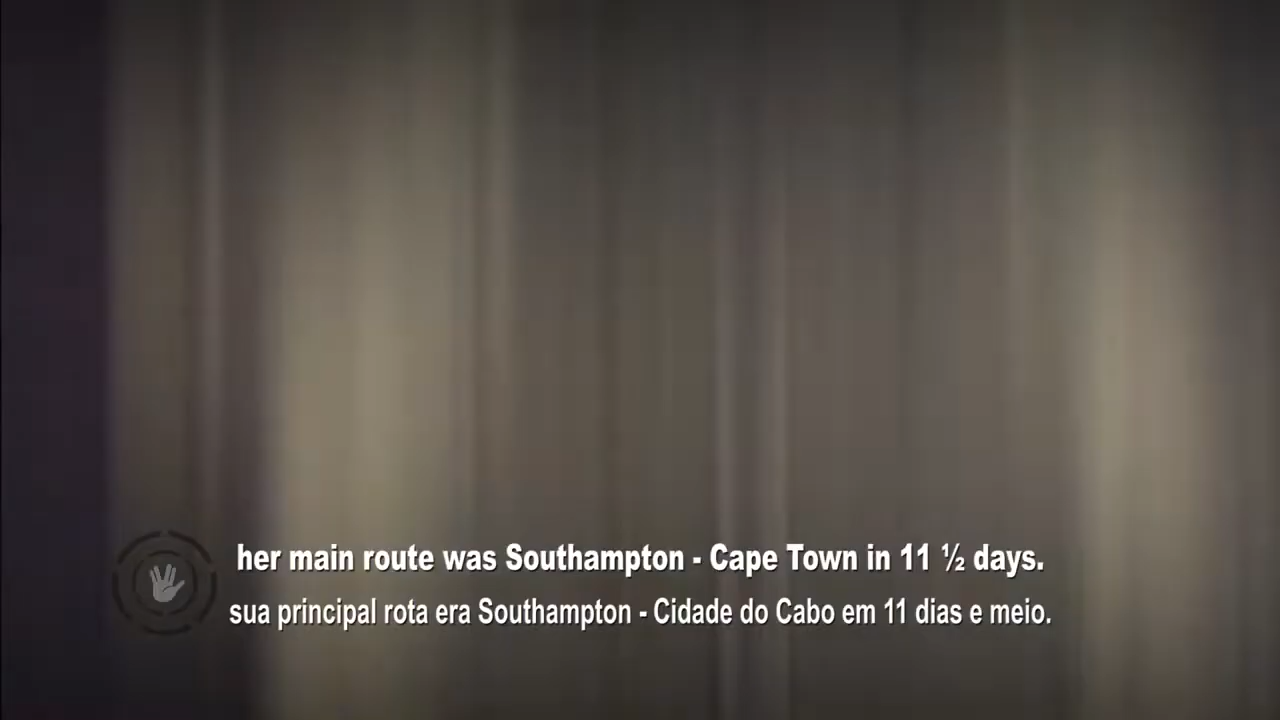 her main route was Southampton - Cape Town in 11 ½ days.
sua principal rota era Southampton - Cidade do Cabo em 11 dias e meio.